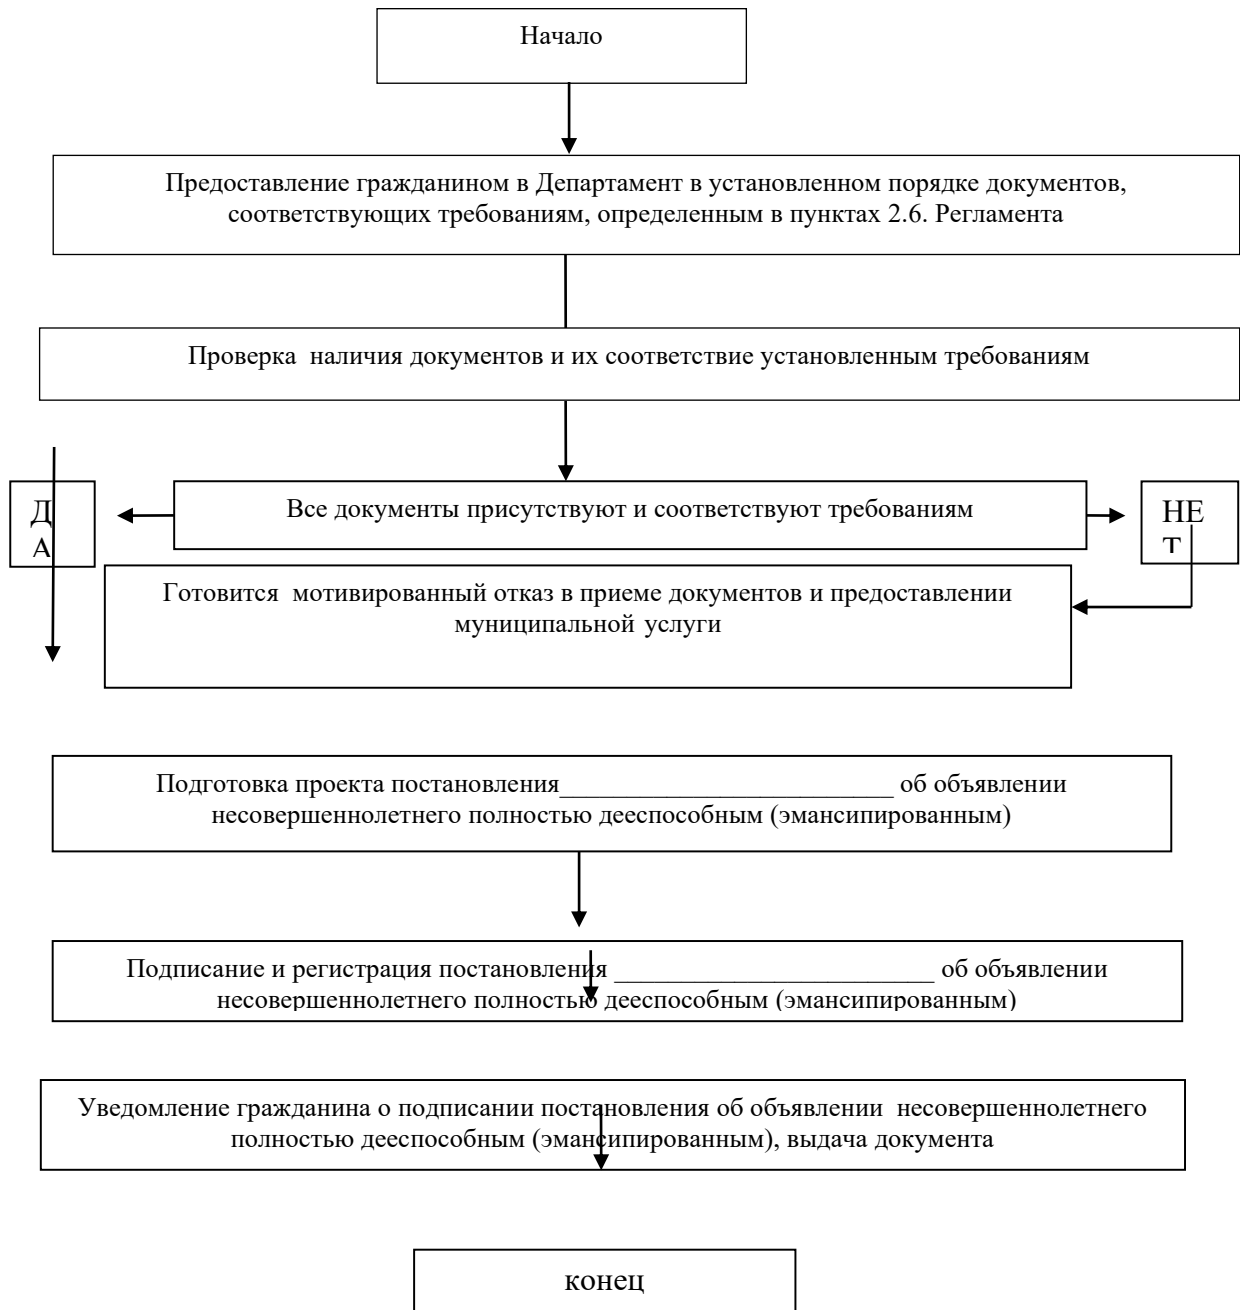 Начало
Предоставление гражданином в Департамент в установленном порядке документов,
соответствующих требованиям, определенным в пунктах 2.6. Регламента
Проверка  наличия документов и их соответствие установленным требованиям
Д
А
Все документы присутствуют и соответствуют требованиям
НЕ
Т
Готовится  мотивированный отказ в приеме документов и предоставлении
муниципальной услуги
Подготовка проекта постановления_________________________ об объявлении
несовершеннолетнего полностью дееспособным (эмансипированным)
Подписание и регистрация постановления ________________________ об объявлении
несовершеннолетнего полностью дееспособным (эмансипированным)
Уведомление гражданина о подписании постановления об объявлении  несовершеннолетнего
полностью дееспособным (эмансипированным), выдача документа
конец